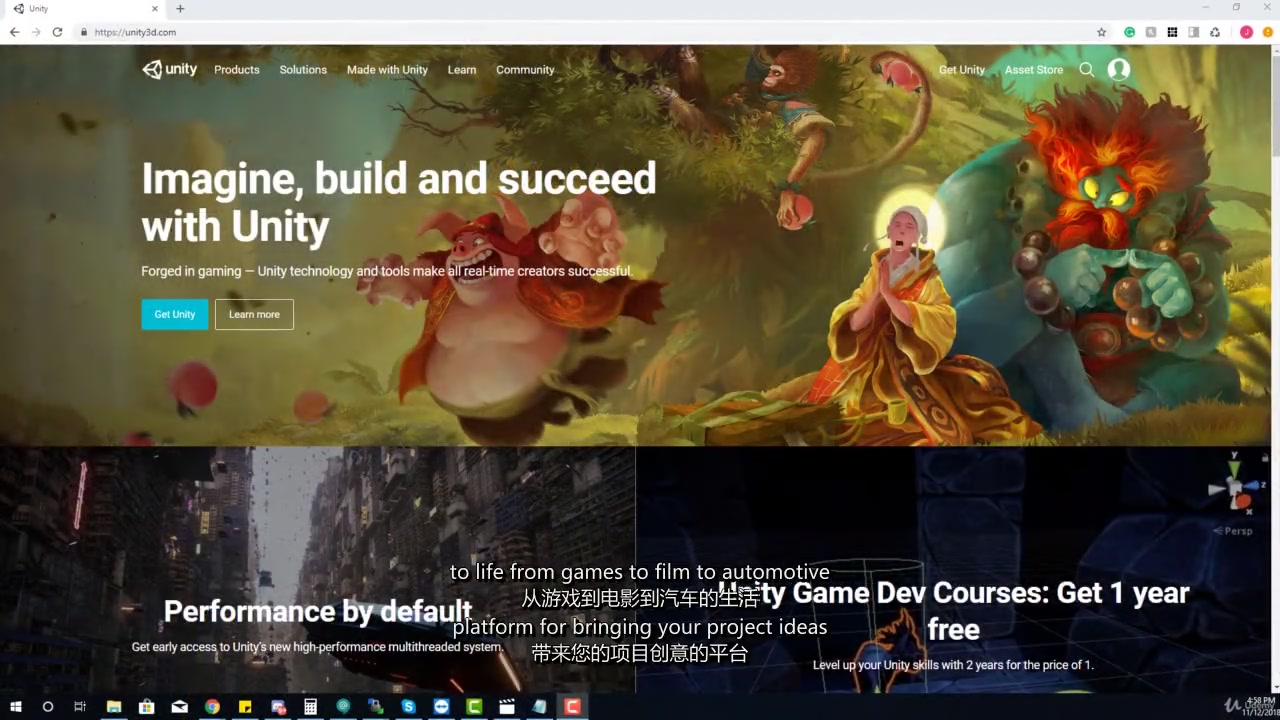 Unity
https://unity3d.com
unity
Products
Solutions
Made with Unity
Learn
Community
Get Unity
Asset Store
Imagine, build and succeed
with Unity
Forged in gaming — Unity technology and tools make all real-time creators successful.
Get Unity
Learn more
y
z
x
Persp
Performance by default
Get early access to Unity's new high-performance multithreaded system.
Unity Game Dev Courses: Get 1 year
free
Level up your Unity skills with 2 years for the price of 1.
to life from games to film to automotive
从游戏到电影到汽车的生活
platform for bringing your project ideas
带来您的项目创意的平台
4:58 PM
11/12/2018
Udemy